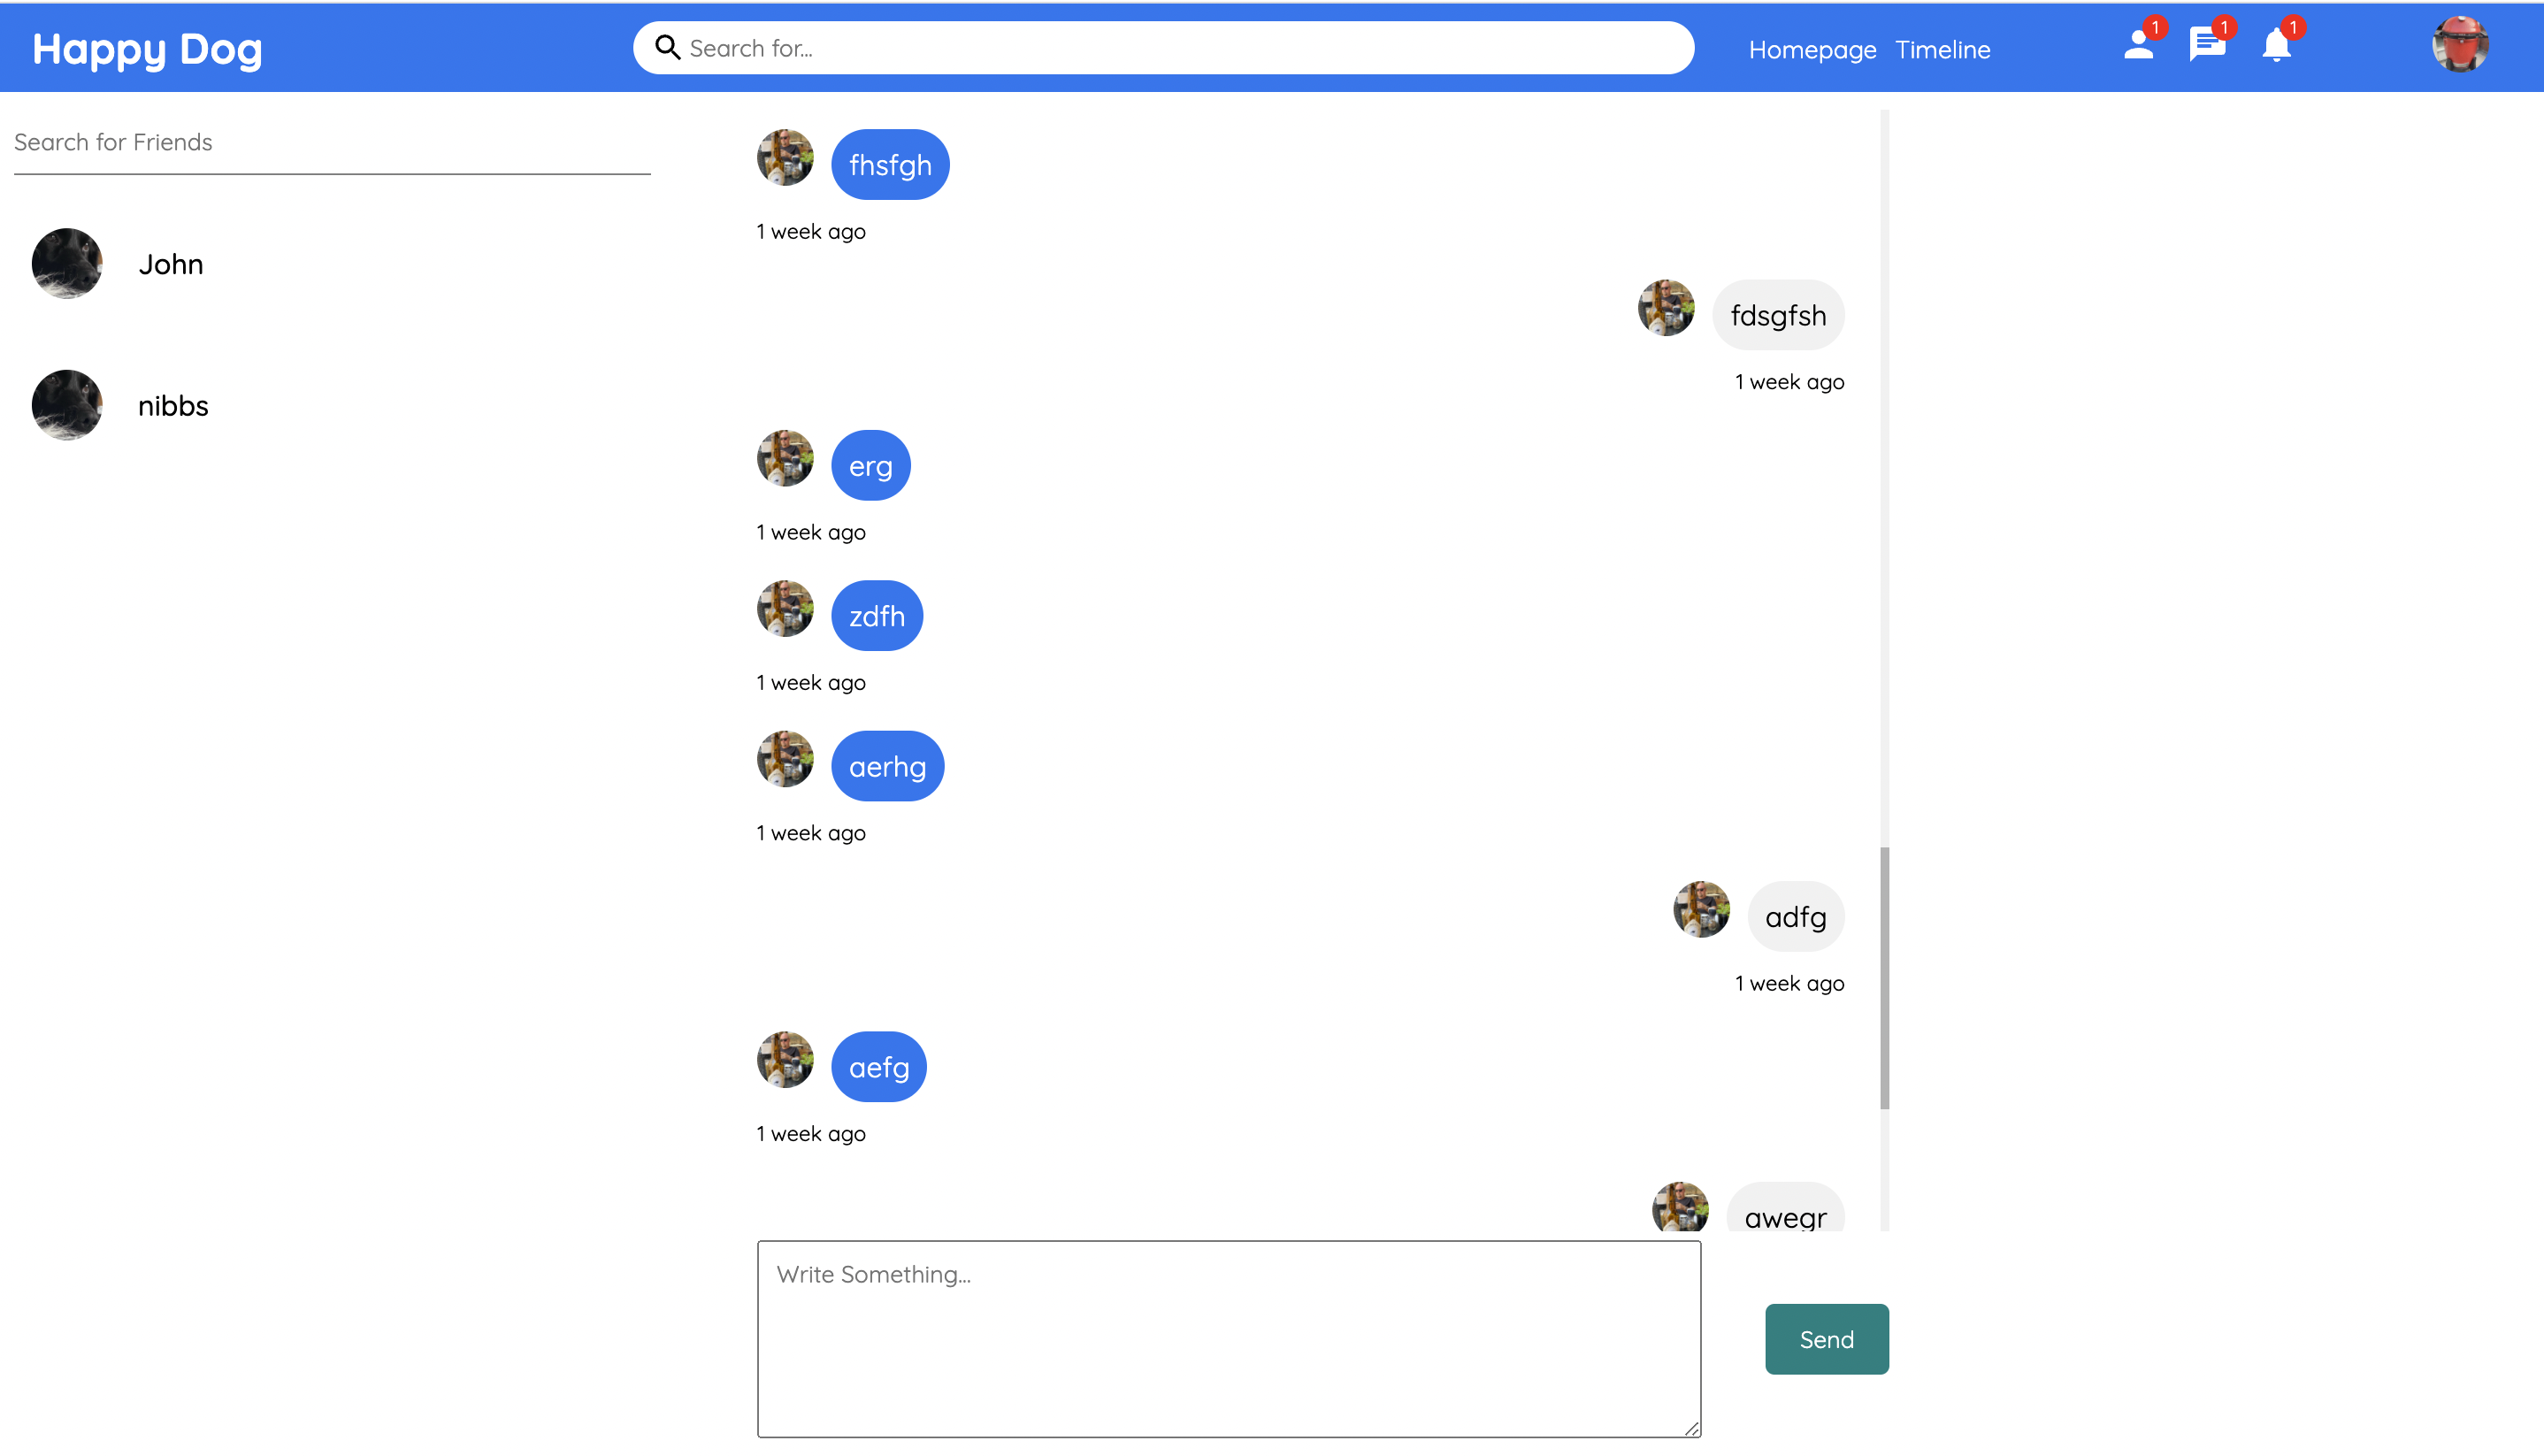 Happy Dog
Search for...
Homepage Timeline
1 1 1
Search for Friends
John
nibbs
fhsfgh
1 week ago
fdsgfsh
1 week ago
erg
1 week ago
zdfh
1 week ago
aerhg
1 week ago
adfg
1 week ago
aefg
1 week ago
awegr
Write Something...
Send